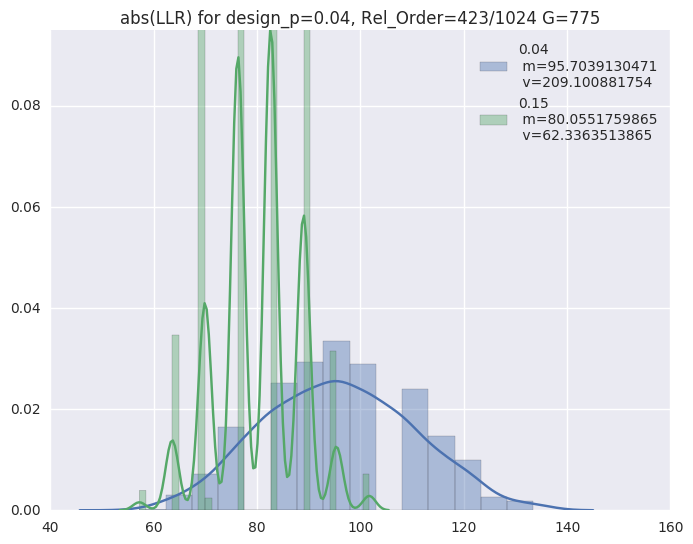 abs(LLR) for design_p=0.04, Rel_Order=423/1024 G=775
0.04
m=95.7039130471
v=209.100881754
0.15
m=80.0551759865
v=62.3363513865
0.08
0.06
0.04
0.02
0.00
40 60 80 100 120 140 160